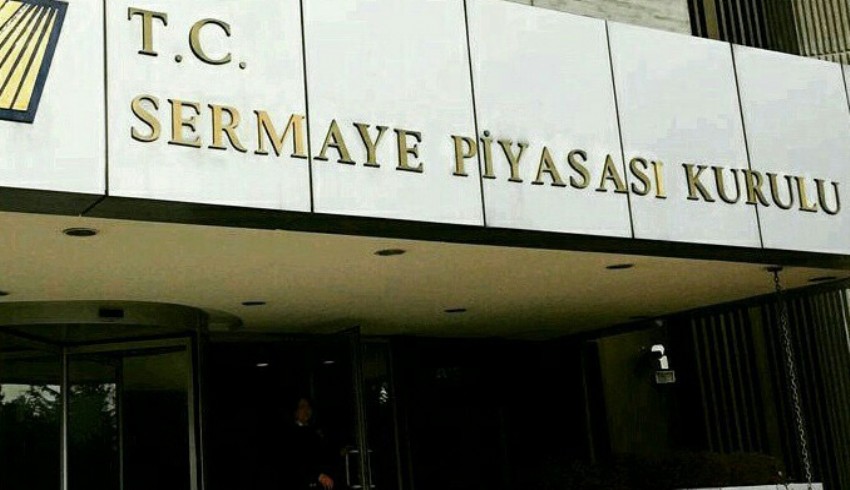 T.C.
SERMAYE PİYASASI KURULU